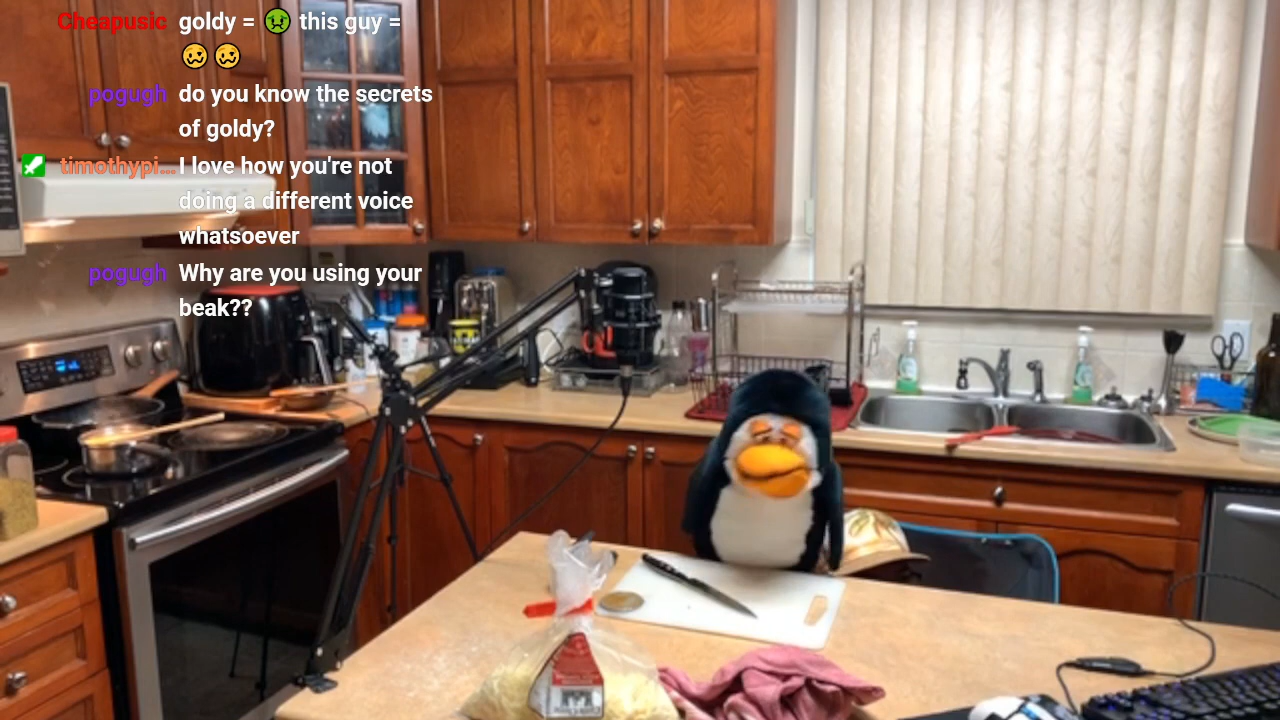 Cheapusic goldy = 🤢 this guy =
🥴 🥴
pogugh do you know the secrets
of goldy?
timothypi... I love how you're not
doing a different voice
whatsoever
pogugh Why are you using your
beak??